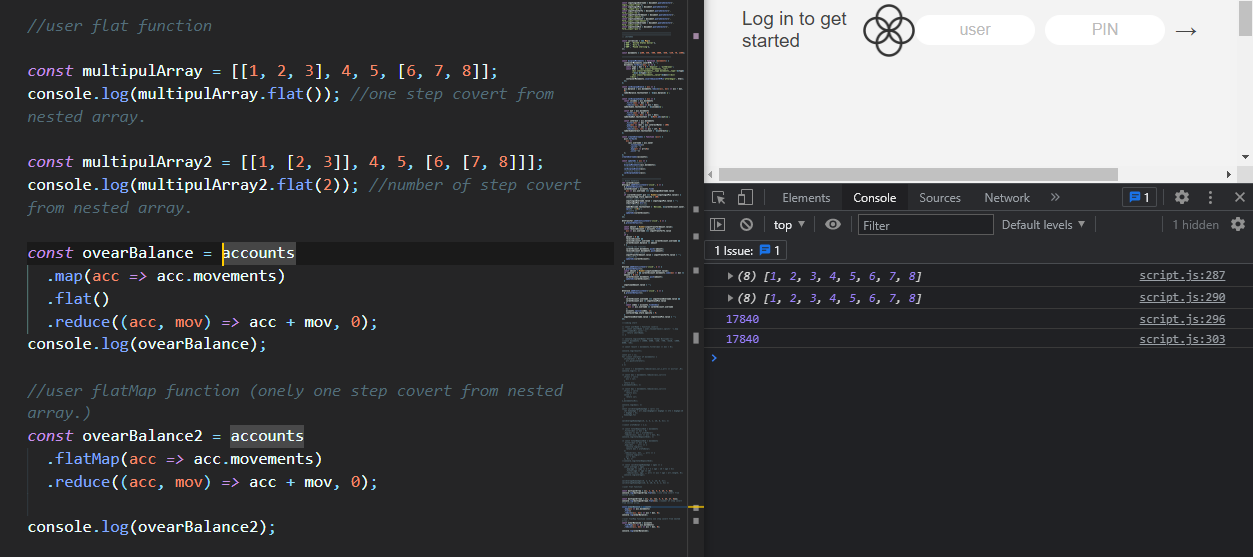 //user flat function
const multipulArray = [[1, 2, 3], 4, 5, [6, 7, 8]];
console.log(multipulArray.flat()); //one step covert from
nested array.
const multipulArray2 = [[1, [2, 3]], 4, 5, [6, [7, 8]]];
console.log(multipulArray2.flat(2)); //number of step covert
from nested array.
const ovearBalance = accounts
.map(acc => acc.movements)
.flat()
.reduce((acc, mov) => acc + mov, 0);
console.log(ovearBalance);
//user flatMap function (onely one step covert from nested
array.)
const ovearBalance2 = accounts
.flatMap(acc => acc.movements)
.reduce((acc, mov) => acc + mov, 0);
console.log(ovearBalance2);
Log in to get
started
user
PIN
→
Elements
Console
Sources
Network
»
1
top
Filter
Default levels
1 hidden
1 Issue: 1
(8) [1, 2, 3, 4, 5, 6, 7, 8] script.js:287
(8) [1, 2, 3, 4, 5, 6, 7, 8] script.js:290
17840 script.js:296
17840 script.js:303